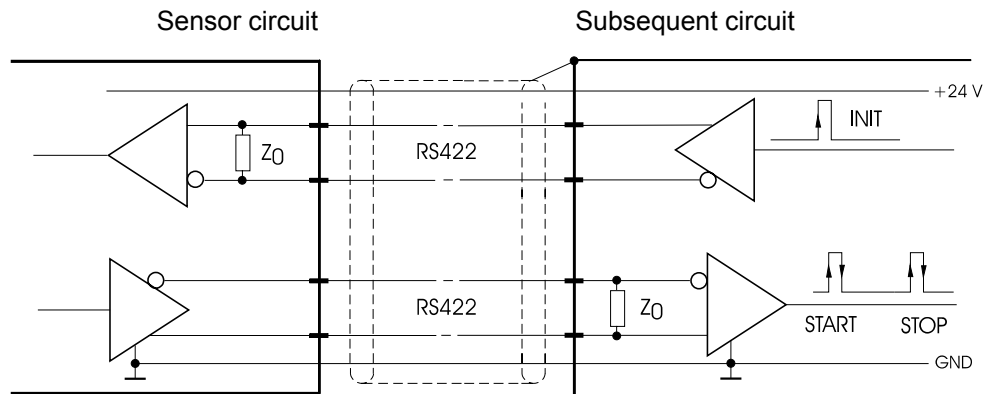 Sensor circuit Subsequent circuit
+24 V
INIT
Z0
RS422
RS422
Z0
START STOP
GND